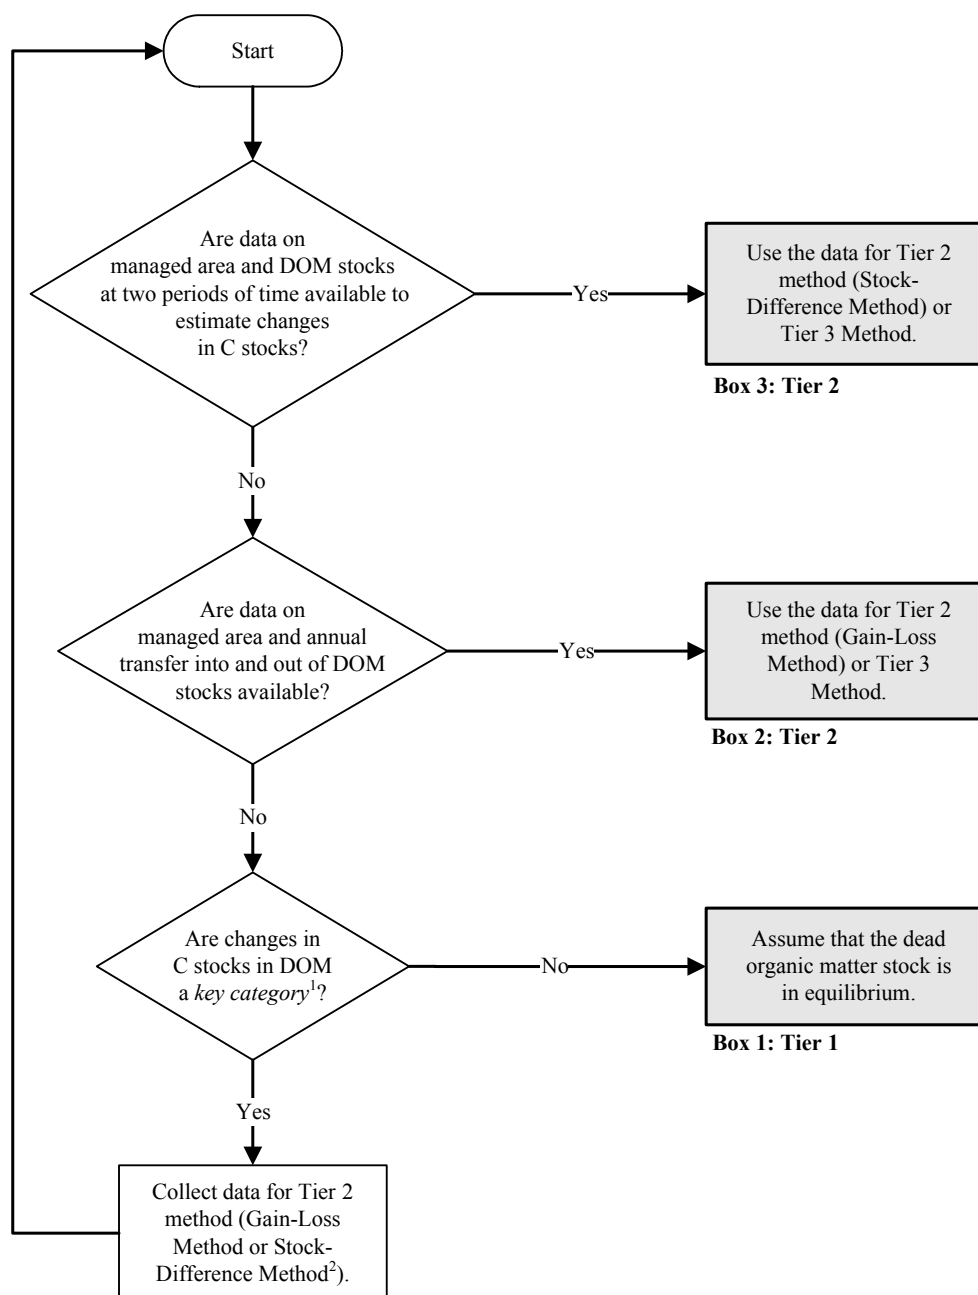 Start
Are data on
managed area and DOM stocks
at two periods of time available to
estimate changes
in C stocks?
Yes
Use the data for Tier 2
method (Stock-
Difference Method) or
Tier 3 Method.
Box 3: Tier 2
No
Are data on
managed area and annual
transfer into and out of DOM
stocks available?
Yes
Use the data for Tier 2
method (Gain-Loss
Method) or Tier 3
Method.
Box 2: Tier 2
No
Are changes in
C stocks in DOM
a key category¹?
No
Assume that the dead
organic matter stock is
in equilibrium.
Box 1: Tier 1
Yes
Collect data for Tier 2
method (Gain-Loss
Method or Stock-
Difference Method²).